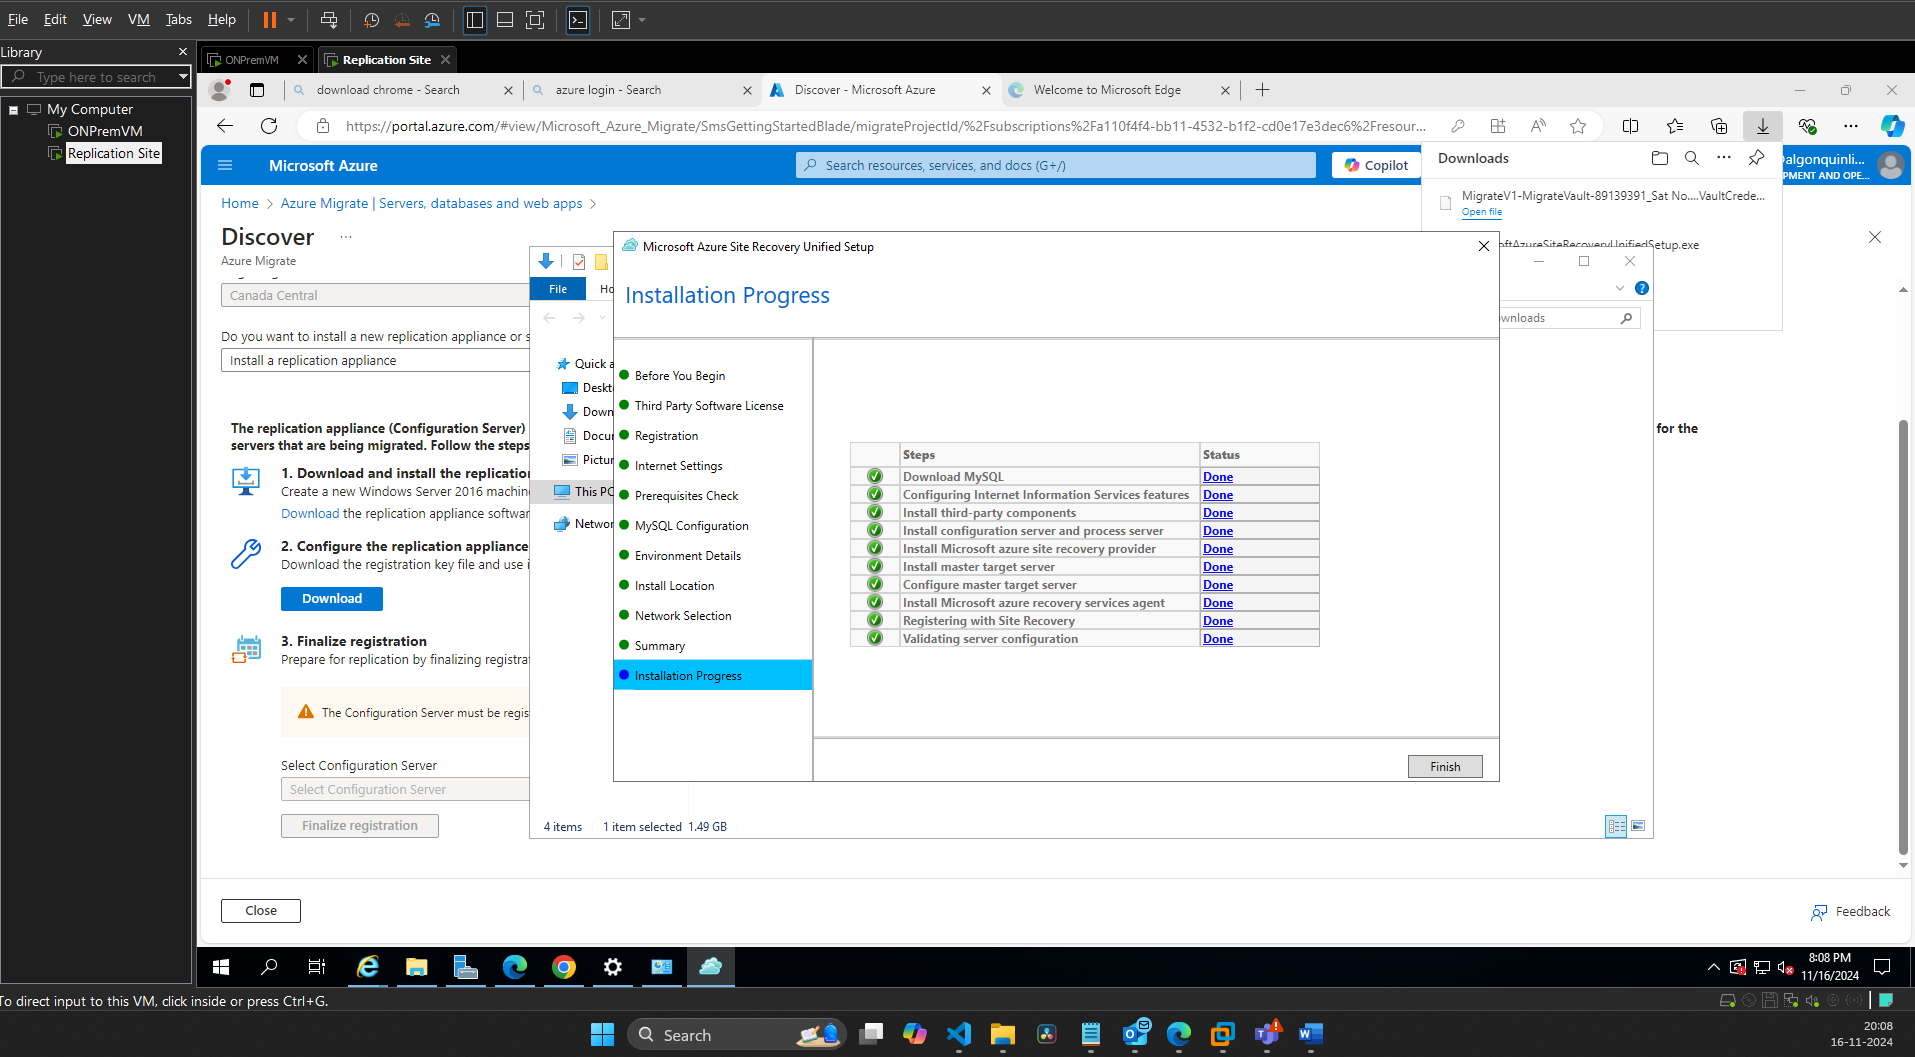 File Edit View VM Tabs Help
Library
Type here to search
My Computer
ONPremVM
Replication Site
ONPremVM
Replication Site
download chrome - Search
azure login - Search
Discover - Microsoft Azure
Welcome to Microsoft Edge
https://portal.azure.com/#view/Microsoft_Azure_Migrate/SmsGettingStartedBlade/migrateProjectId/%2Fsubscriptions%2Fa110f4f4-bb11-4532-b1f2-cd0e17e3dec6%2Fresour...
Microsoft Azure
Search resources, services, and docs (G+/)
Copilot
algonquinli...
PMENT AND OPE...
Downloads
MigrateV1-MigrateVault-89139391_Sat No....VaultCrede...
Open file
oftAzureSiteRecoveryUnifiedSetup.exe
Home > Azure Migrate | Servers, databases and web apps >
Discover ...
Azure Migrate
Canada Central
Do you want to install a new replication appliance or s
Install a replication appliance
The replication appliance (Configuration Server)
for the
servers that are being migrated. Follow the steps
1. Download and install the replication
Create a new Windows Server 2016 machin
Download the replication appliance softwar
2. Configure the replication appliance
Download the registration key file and use i
Download
3. Finalize registration
Prepare for replication by finalizing registrat
The Configuration Server must be regis
Select Configuration Server
Select Configuration Server
Finalize registration
Close
Feedback
File
Ho
wnloads
Quick a
Deskt
Down
Docu
Pictur
This PC
Networ
4 items 1 item selected 1.49 GB
Microsoft Azure Site Recovery Unified Setup
Installation Progress
Before You Begin
Third Party Software License
Registration
Internet Settings
Prerequisites Check
MySQL Configuration
Environment Details
Install Location
Network Selection
Summary
Installation Progress
Steps Status
Download MySQL Done
Configuring Internet Information Services features Done
Install third-party components Done
Install configuration server and process server Done
Install Microsoft azure site recovery provider Done
Install master target server Done
Configure master target server Done
Install Microsoft azure recovery services agent Done
Registering with Site Recovery Done
Validating server configuration Done
Finish
8:08 PM
11/16/2024
To direct input to this VM, click inside or press Ctrl+G.
Search
20:08
16-11-2024